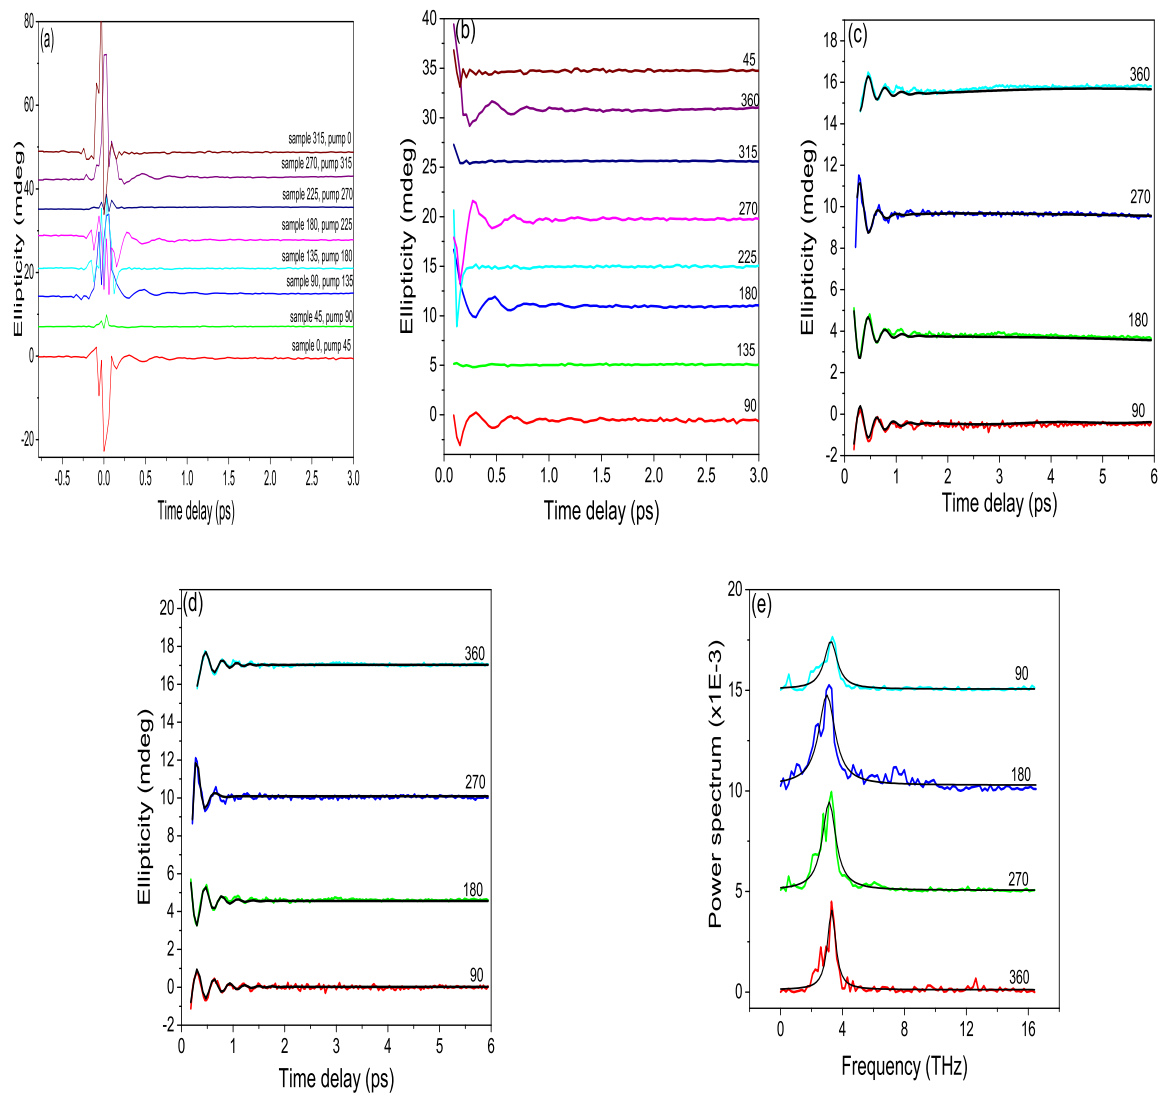 (a)
80
60
40
20
0
-20
Ellipticity (mdeg)
sample 315, pump 0
sample 270, pump 315
sample 225, pump 270
sample 180, pump 225
sample 135, pump 180
sample 90, pump 135
sample 45, pump 90
sample 0, pump 45
-0.5 0.0 0.5 1.0 1.5 2.0 2.5 3.0
Time delay (ps)
(b)
40
35
30
25
20
15
10
5
0
Ellipticity (mdeg)
45
360
315
270
225
180
135
90
0.0 0.5 1.0 1.5 2.0 2.5 3.0
Time delay (ps)
(c)
18
16
14
12
10
8
6
4
2
0
-2
Ellipticity (mdeg)
360
270
180
90
0 1 2 3 4 5 6
Time delay (ps)
(d)
20
18
16
14
12
10
8
6
4
2
0
-2
Ellipticity (mdeg)
360
270
180
90
0 1 2 3 4 5 6
Time delay (ps)
(e)
20
15
10
5
0
Power spectrum (x1E-3)
90
180
270
360
0 4 8 12 16
Frequency (THz)